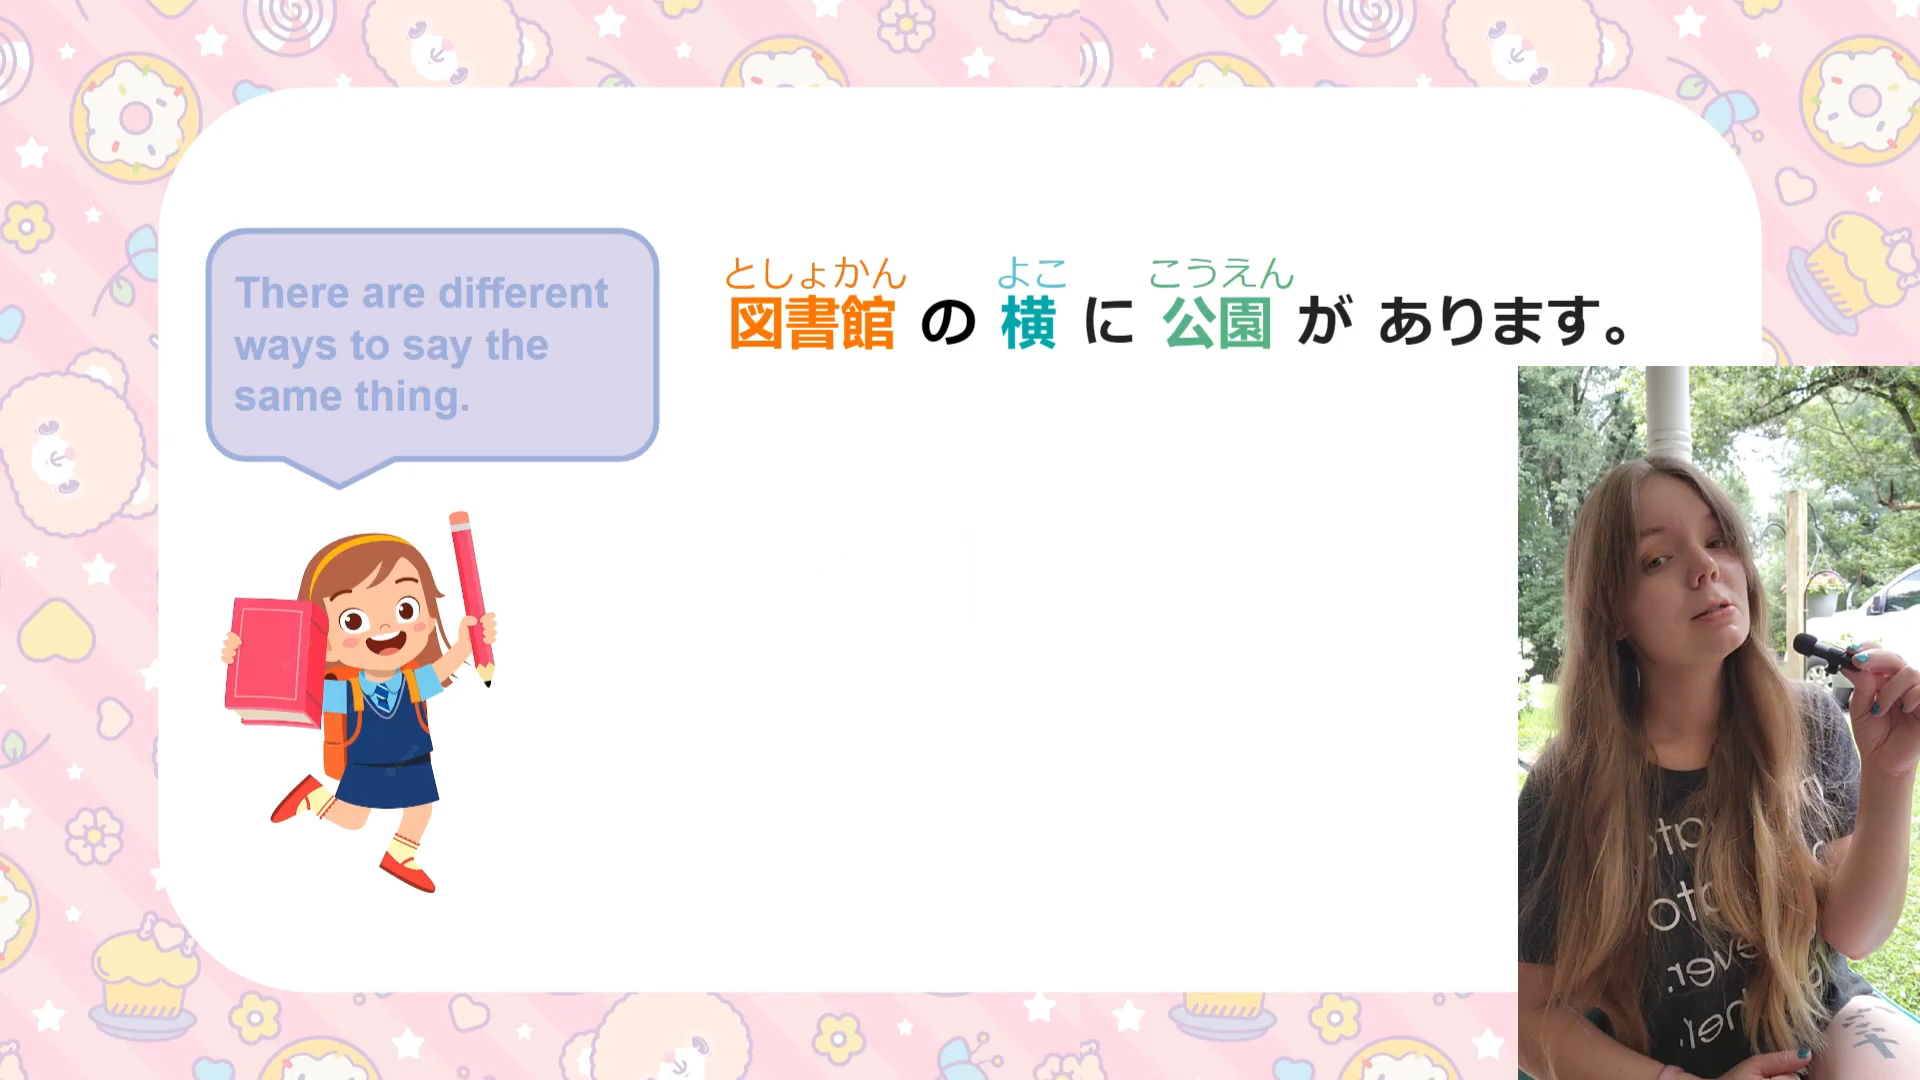 There are different
ways to say the
same thing.
としょかん よこ こうえん
図書館 の 横 に 公園 が あります。